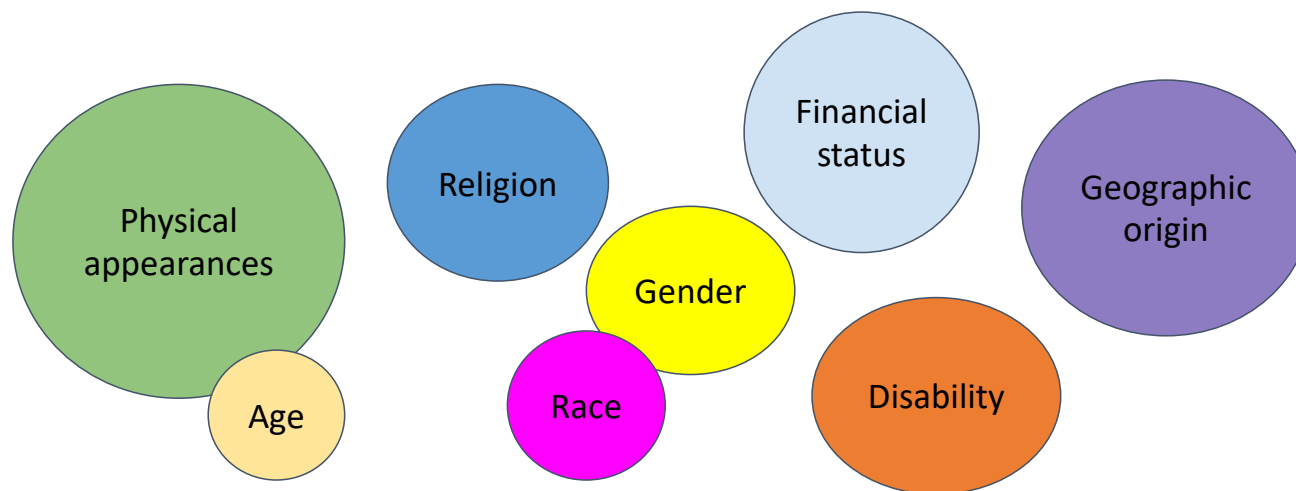 Physical
appearances
Age
Religion
Gender
Race
Financial
status
Disability
Geographic
origin